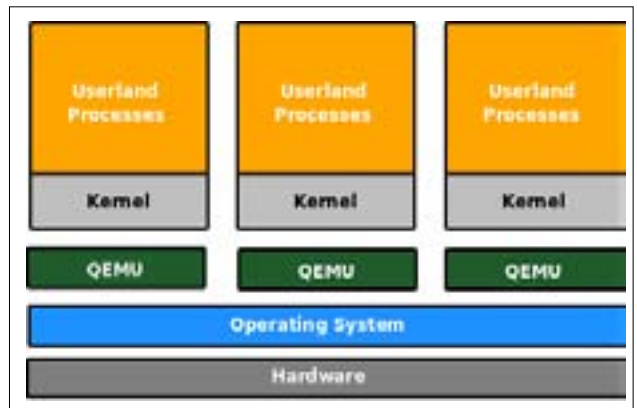 Userland Processes
Userland Processes
Userland Processes
Kernel
Kernel
Kernel
QEMU
QEMU
QEMU
Operating System
Hardware